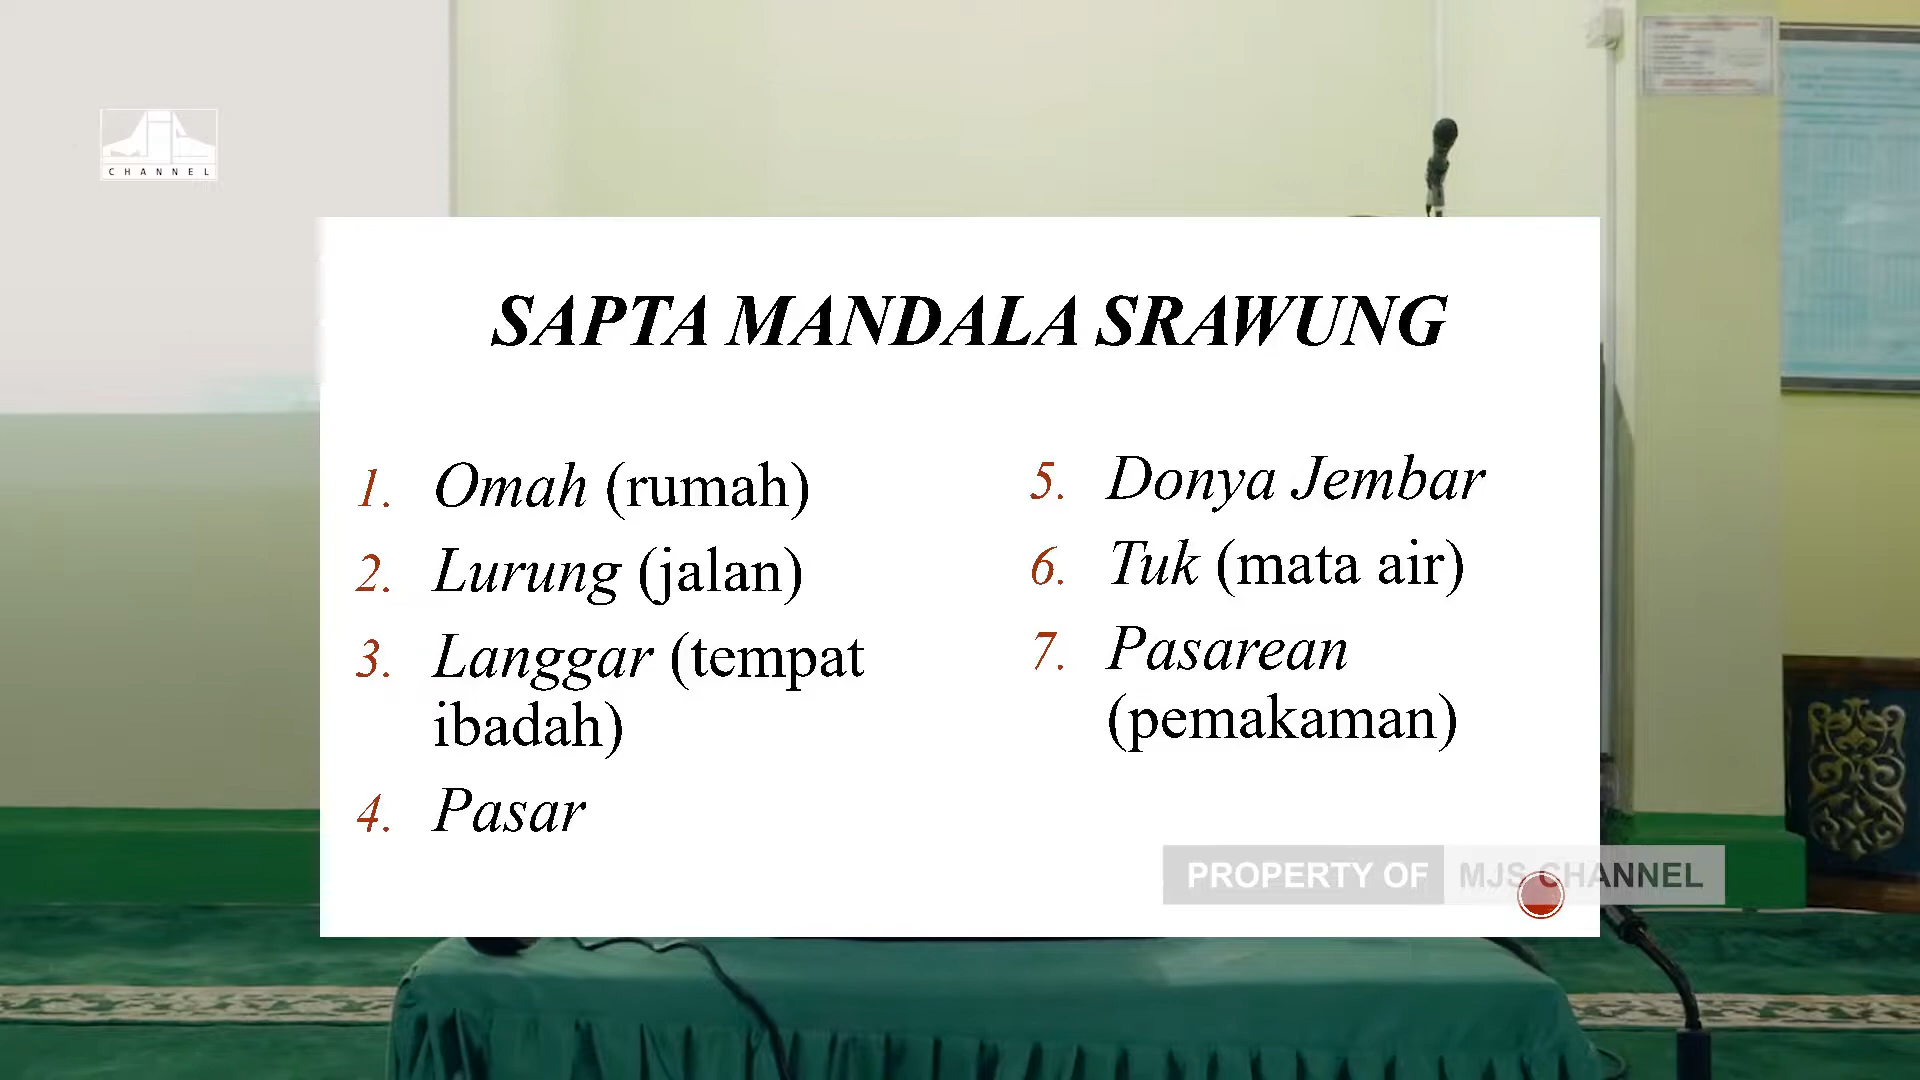 CHANNEL
SAPTA MANDALA SRAWUNG
1. Omah (rumah)
2. Lurung (jalan)
3. Langgar (tempat
ibadah)
4. Pasar
5. Donya Jembar
6. Tuk (mata air)
7. Pasarean
(pemakaman)
PROPERTY OF MJS CHANNEL